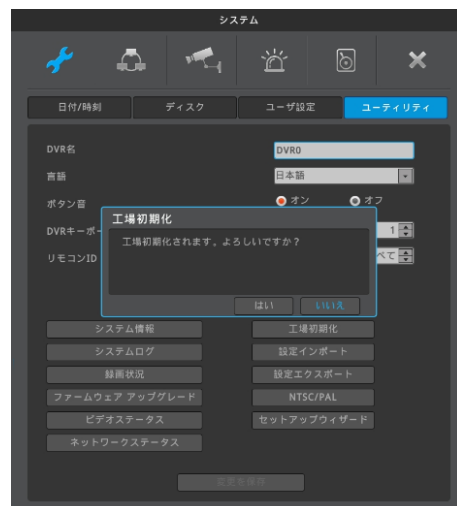 システム
日付/時刻 ディスク ユーザ設定 ユーティリティ
DVR名 DVR0
言語 日本語
ボタン音 オン オフ
DVRキーボー 1
リモコンID べて
工場初期化
工場初期化されます。よろしいですか？
はい いいえ
システム情報 工場初期化
システムログ 設定インポート
録画状況 設定エクスポート
ファームウェア アップグレード NTSC/PAL
ビデオステータス セットアップウィザード
ネットワークステータス
変更を保存